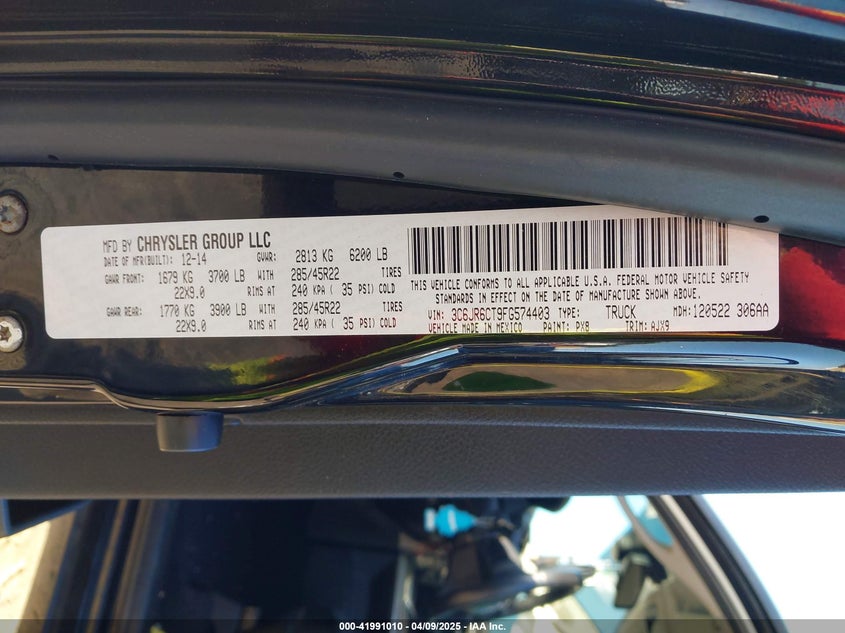 MFD BY CHRYSLER GROUP LLC
DATE OF MFR(BUILT): 12-14 GVWR: 2813 KG 6200 LB
GAWR FRONT: 1679 KG 3700 LB WITH 285/45R22 TIRES
22X9.0 RIMS AT 240 KPA ( 35 PSI) COLD
GAWR REAR: 1770 KG 3900 LB WITH 285/45R22 TIRES
22X9.0 RIMS AT 240 KPA ( 35 PSI) COLD
THIS VEHICLE CONFORMS TO ALL APPLICABLE U.S.A. FEDERAL MOTOR VEHICLE SAFETY
STANDARDS IN EFFECT ON THE DATE OF MANUFACTURE SHOWN ABOVE.
VIN: 3C6JR6CT9FG574403 TYPE: TRUCK MDH: 120522 306AA
VEHICLE MADE IN MEXICO PAINT: PX8 TRIM: AJX9
000-41991010 | 04/09/2025 | IAA Inc.